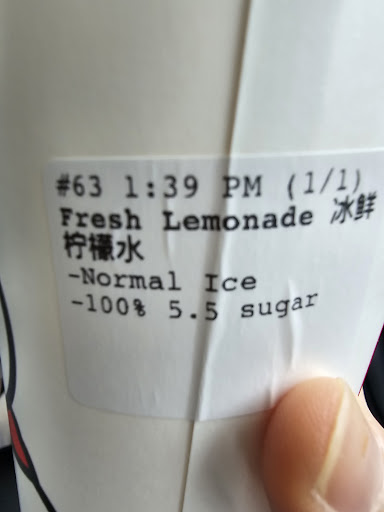 #63 1:39 PM (1/1)
Fresh Lemonade 冰鲜
柠檬水
-Normal Ice
-100% 5.5 sugar